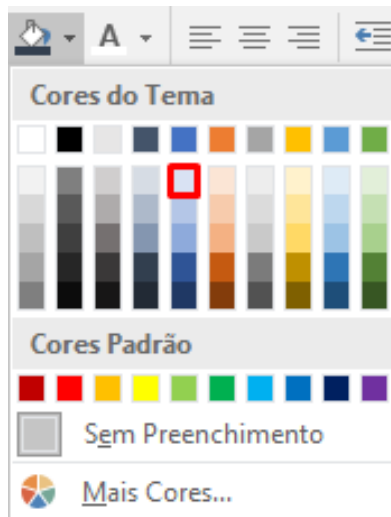 A
Cores do Tema
Cores Padrão
Sem Preenchimento
Mais Cores...